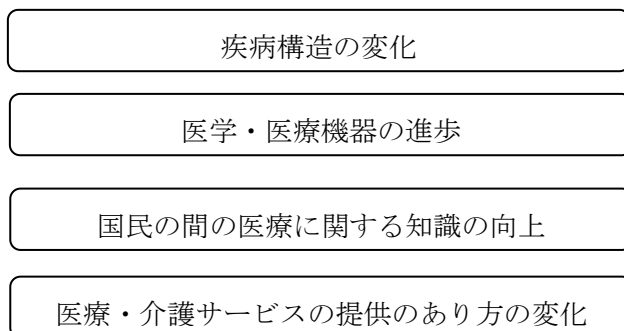 疾病構造の変化
医学・医療機器の進歩
国民の間の医療に関する知識の向上
医療・介護サービスの提供のあり方の変化